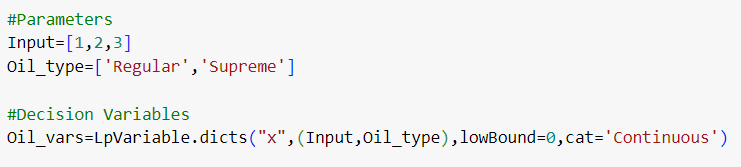 #Parameters
Input=[1,2,3]
Oil_type=['Regular','Supreme']
#Decision Variables
Oil_vars=LpVariable.dicts("x",(Input,Oil_type),lowBound=0,cat='Continuous')